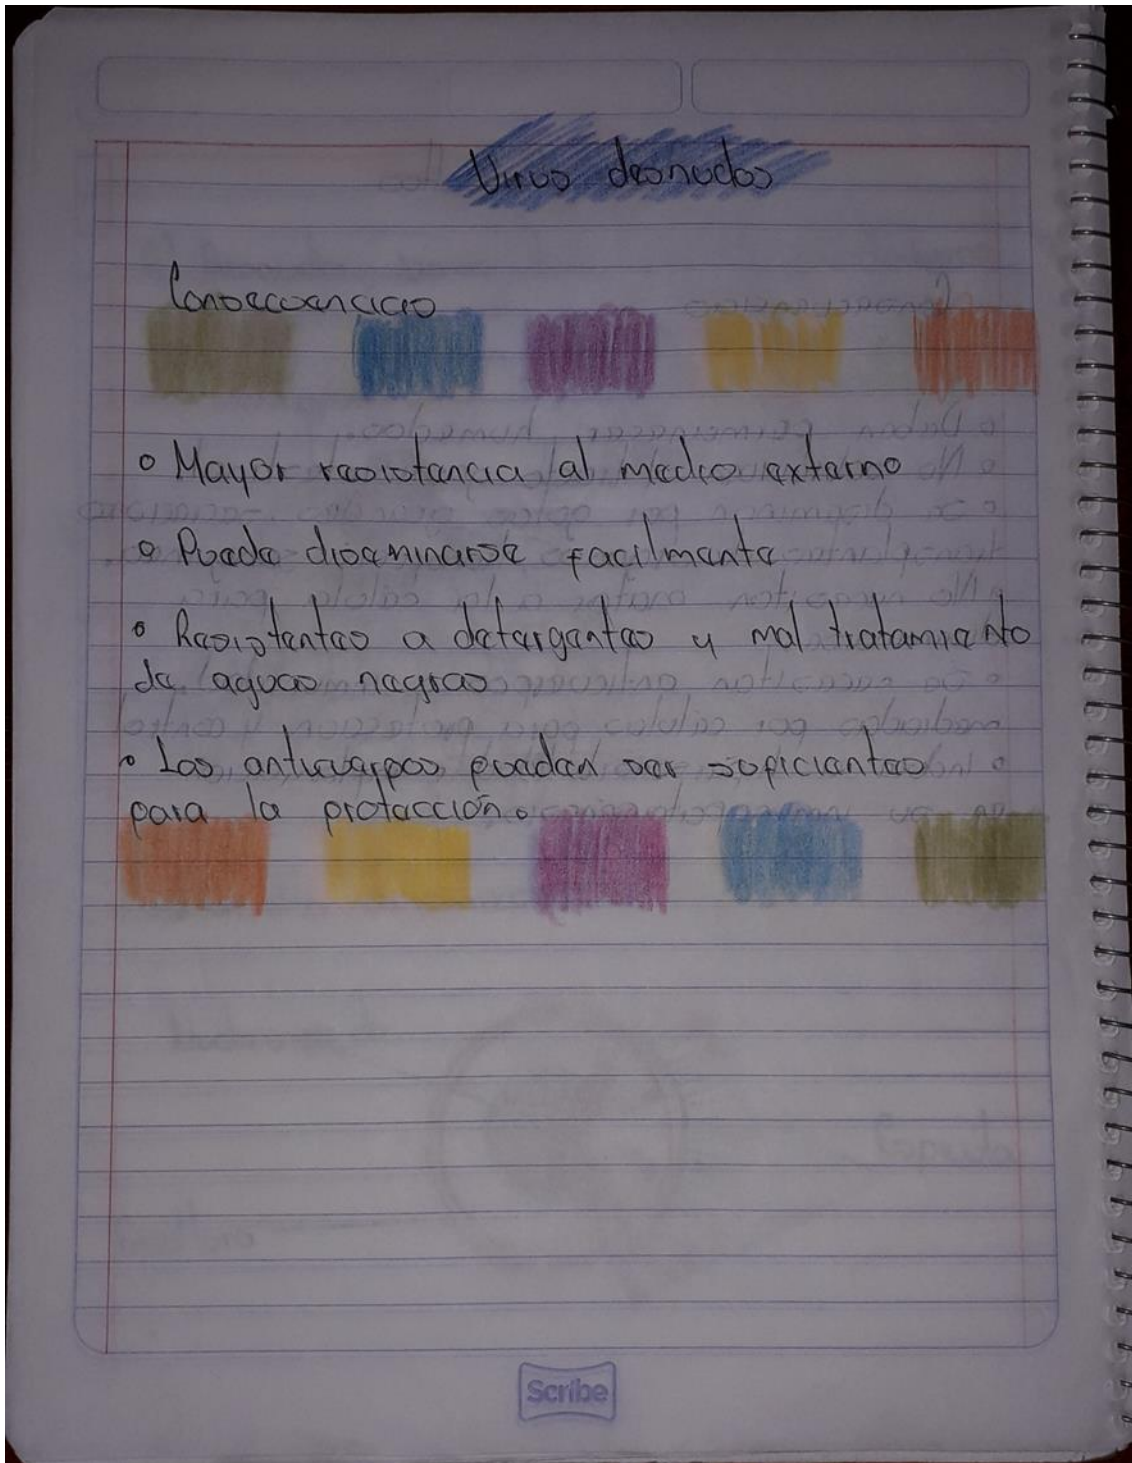 Virus desnudos
Consecuencias
o Mayor resistencia al medio externo
o Puede diseminarse facilmente
o Resistentes a detergentes y mal tratamiento
de aguas negras
o Los anticuerpos pueden ser suficientes
para la protección.
Scribe